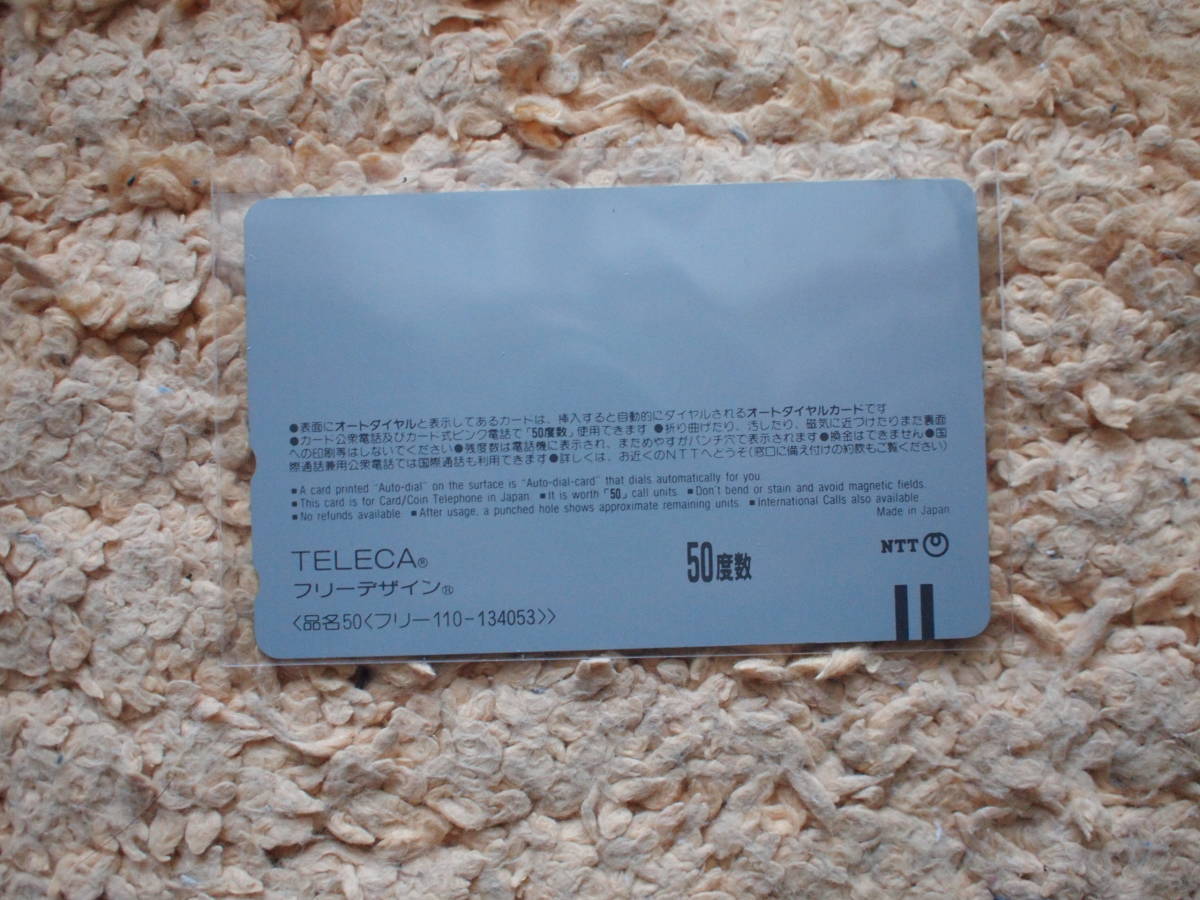 ●表面にオートダイヤルと表示してあるカードは、挿入すると自動的にダイヤルされるオートダイヤルカードです
●カード公衆電話及びカード式ピンク電話で「50度数」使用できます●折り曲げたり、汚したり、磁気に近づけたりまた裏面
への印刷等はしないでください●残度数は電話機に表示され、まためやすがパンチ穴で表示されます●換金はできません●国
際通話兼用公衆電話では国際通話も利用できます●詳しくは、お近くのNTTへどうぞ(窓口に備え付けの約款もご覧ください)
■A card printed “Auto-dial” on the surface is “Auto-dial-card” that dials automatically for you.
■This card is for Card/Coin Telephone in Japan. ■It is worth「50」call units. ■Don't bend or stain and avoid magnetic fields.
■No refunds available. ■After usage, a punched hole shows approximate remaining units. ■International Calls also available.
Made in Japan
TELECA®
50度数
NTT
フリーデザイン®
〈品名50〈フリー110-134053〉〉